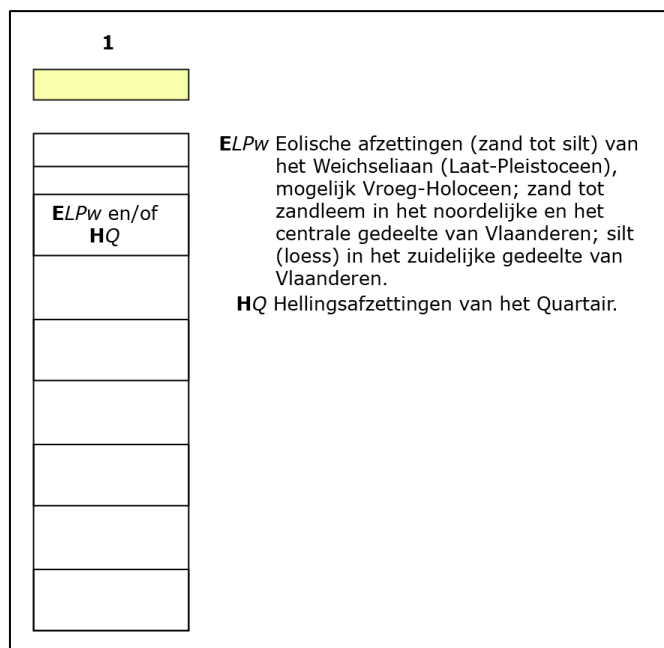 1
ELPw en/of
HQ
ELPw Eolische afzettingen (zand tot silt) van
het Weichseliaan (Laat-Pleistoceen),
mogelijk Vroeg-Holoceen; zand tot
zandleem in het noordelijke en het
centrale gedeelte van Vlaanderen; silt
(loess) in het zuidelijke gedeelte van
Vlaanderen.
HQ Hellingsafzettingen van het Quartair.